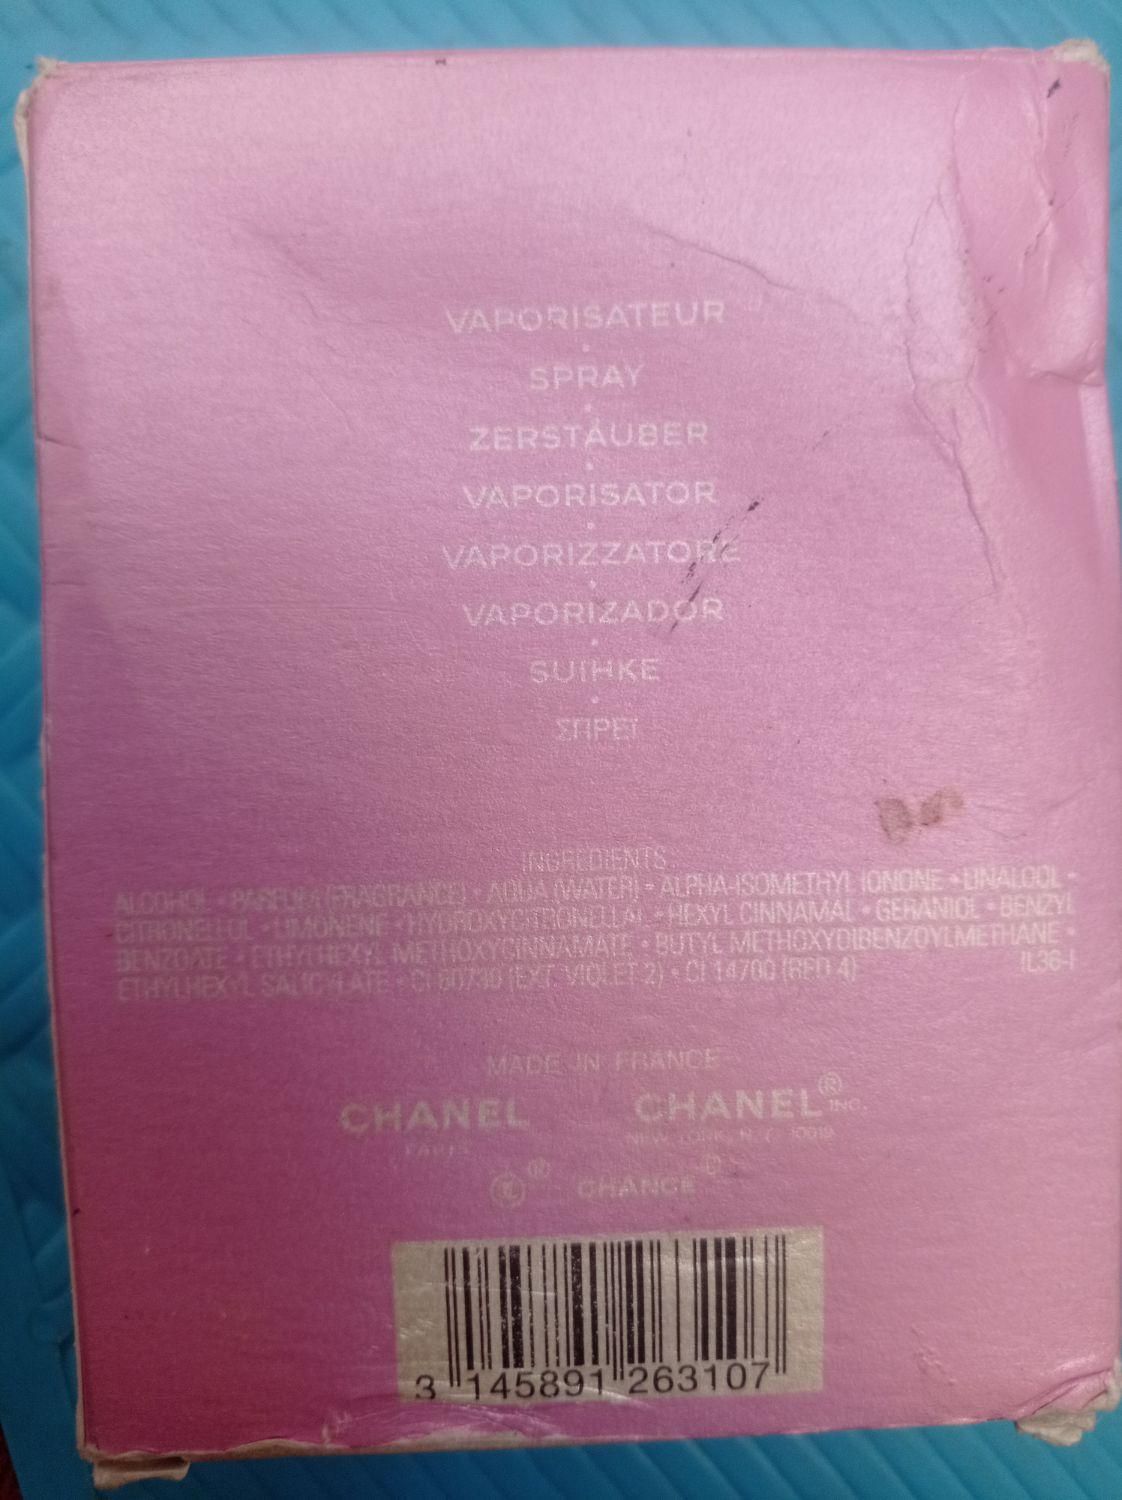 VAPORISATEUR
•
SPRAY
•
ZERSTÄUBER
•
VAPORISATOR
•
VAPORIZZATORE
•
VAPORIZADOR
•
SUIHKE
•
ΣΠΡΕΪ
INGREDIENTS
ALCOHOL • PARFUM (FRAGRANCE) • AQUA (WATER) • ALPHA-ISOMETHYL IONONE • LINALOOL •
CITRONELLOL • LIMONENE • HYDROXYCITRONELLAL • HEXYL CINNAMAL • GERANIOL • BENZYL
BENZOATE • ETHYLHEXYL METHOXYCINNAMATE • BUTYL METHOXYDIBENZOYLMETHANE •
ETHYLHEXYL SALICYLATE • CI 60730 (EXT. VIOLET 2) • CI 14700 (RED 4) IL36-I
MADE IN FRANCE
CHANEL CHANEL® INC.
PARIS NEW YORK, N.Y. 10019
® CHANCE®
3 145891 263107